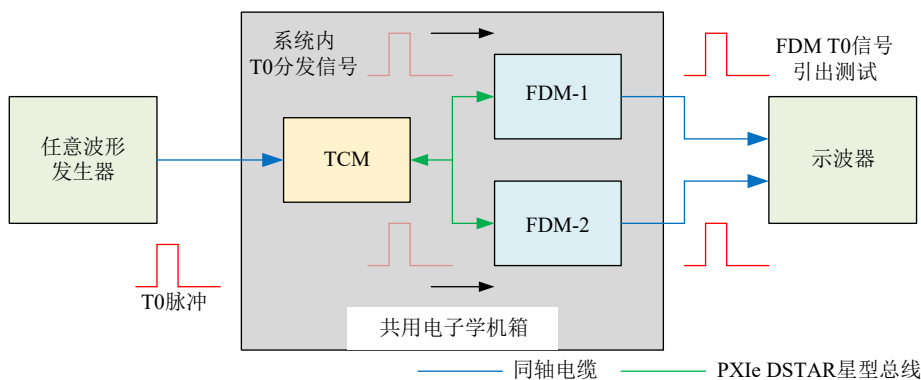 系统内
T0分发信号
FDM T0信号
引出测试
任意波形
发生器
TCM
FDM-1
FDM-2
示波器
T0脉冲
共用电子学机箱
同轴电缆
PXIe DSTAR星型总线